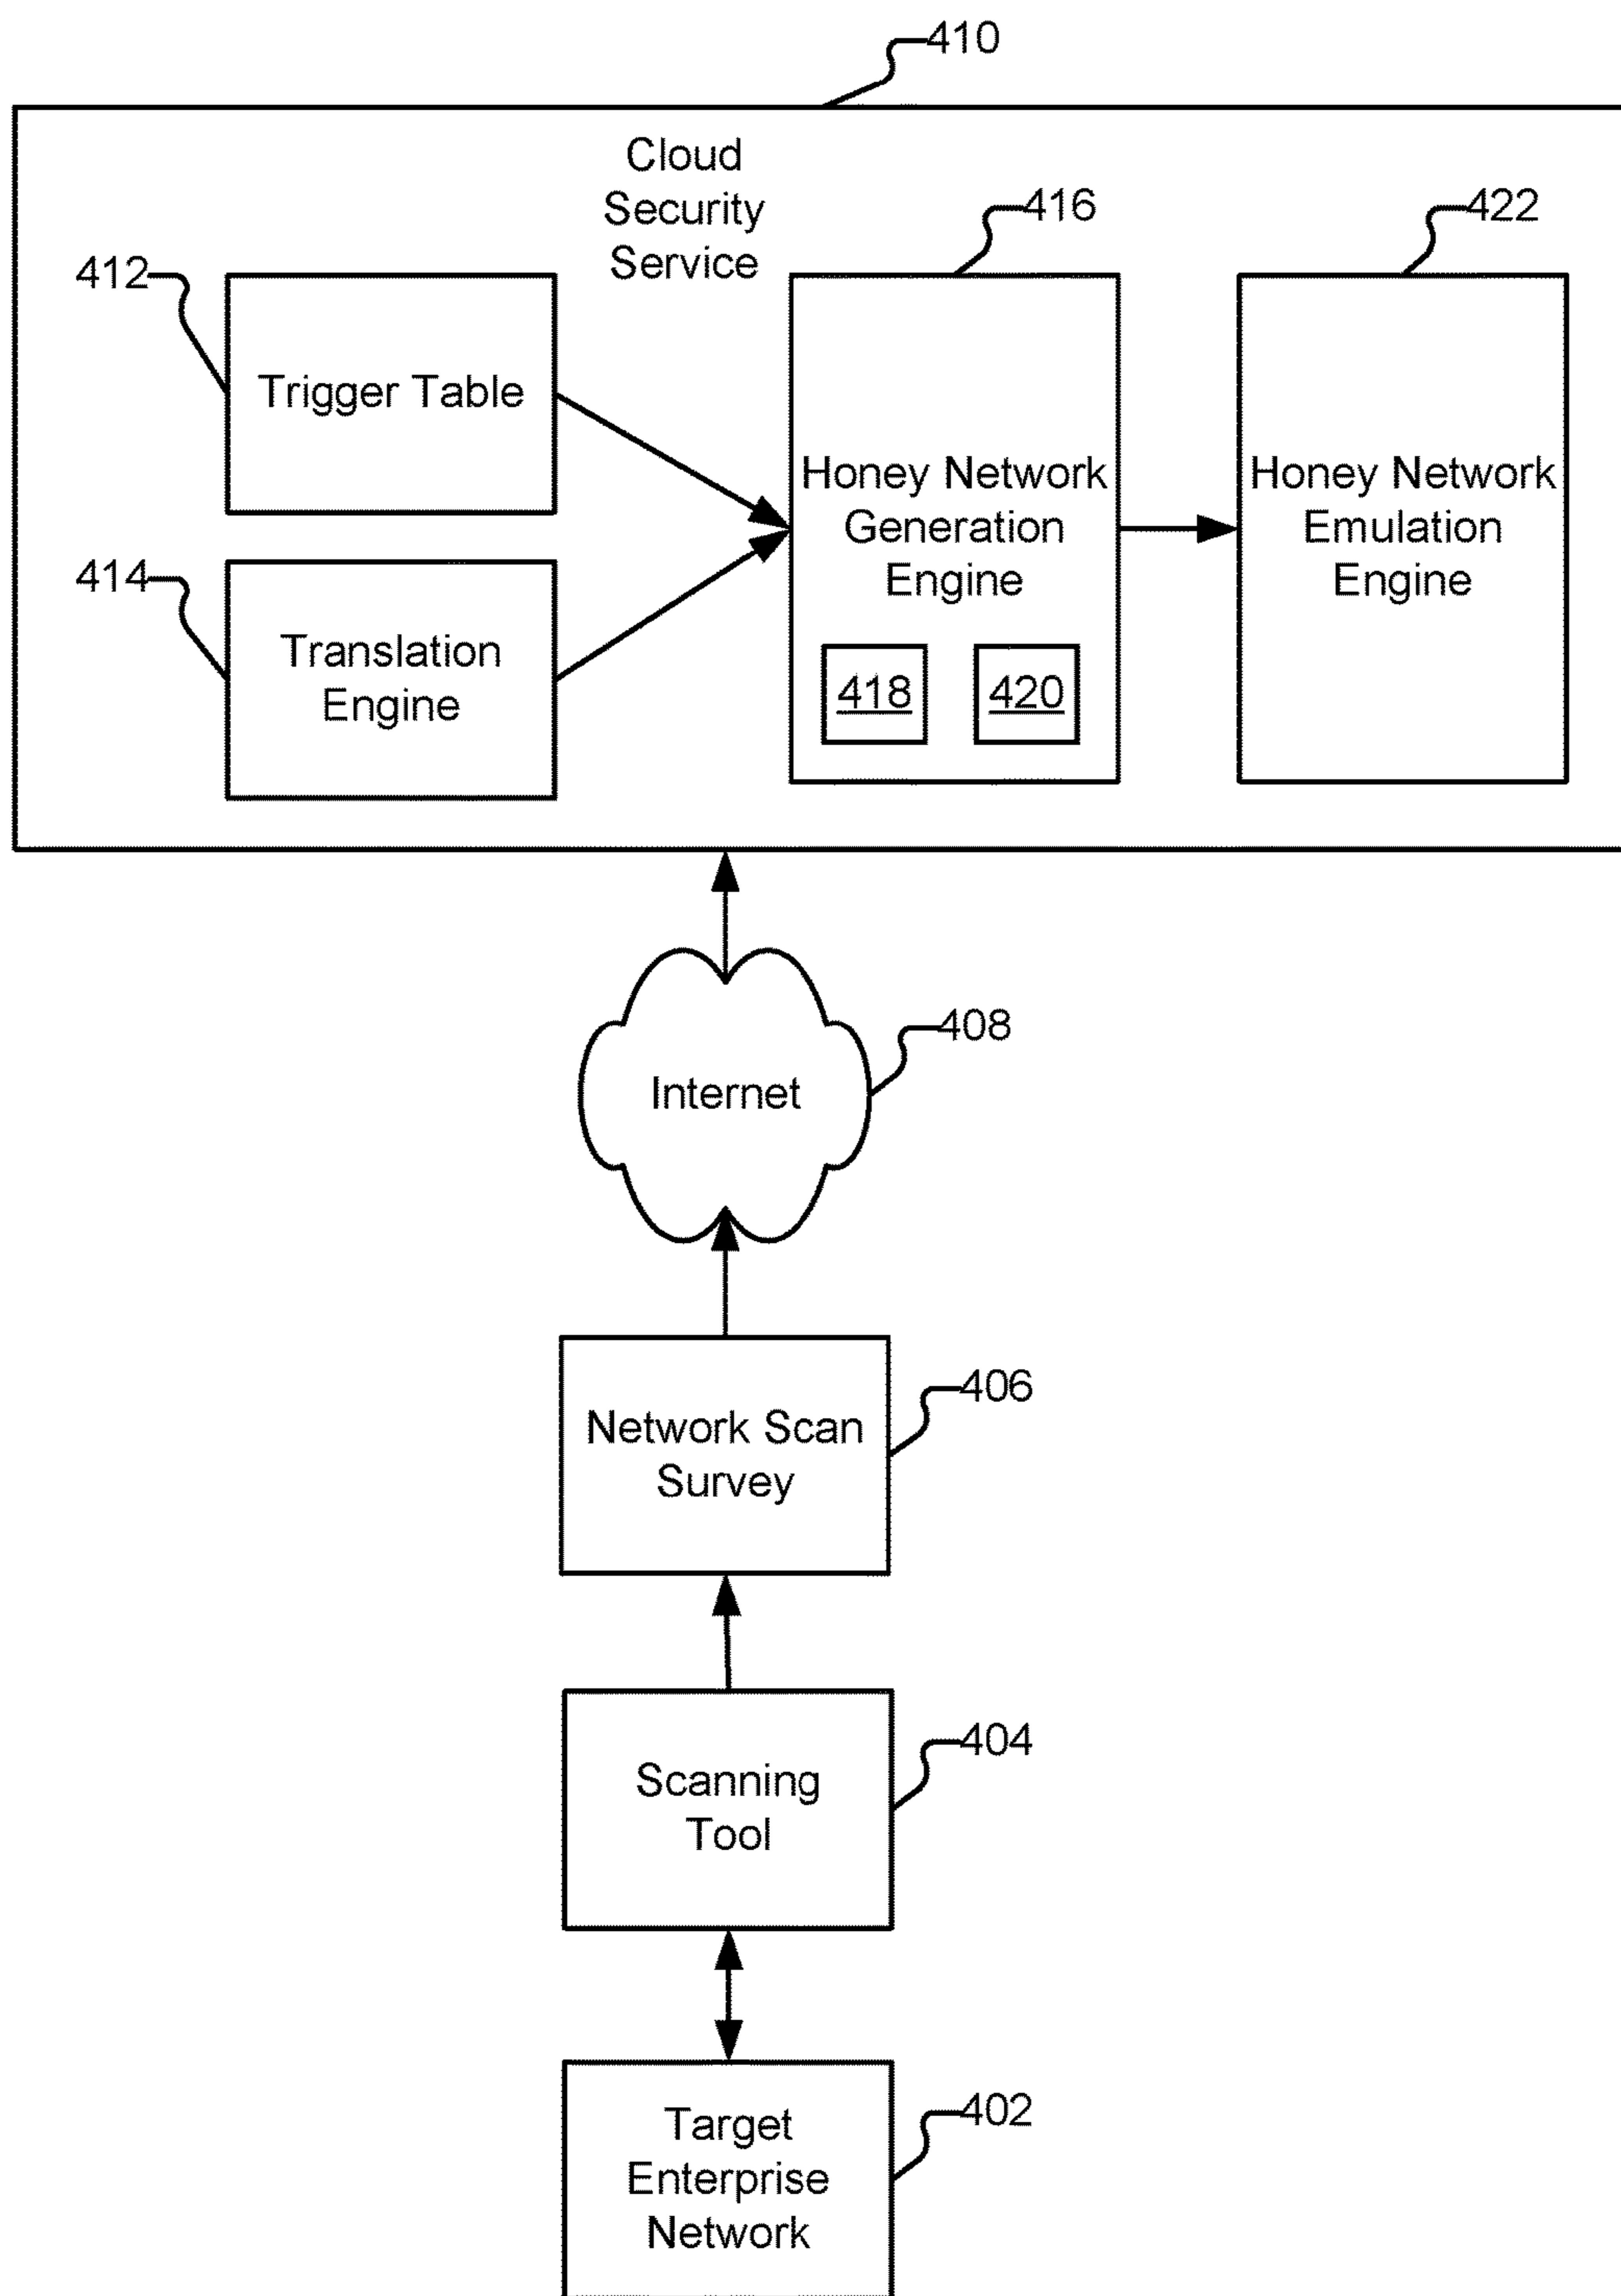 410
Cloud
Security
Service
416
422
412
Trigger Table
Honey Network
Generation
Engine
Honey Network
Emulation
Engine
414
Translation
Engine
418
420
408
Internet
406
Network Scan
Survey
404
Scanning
Tool
402
Target
Enterprise
Network